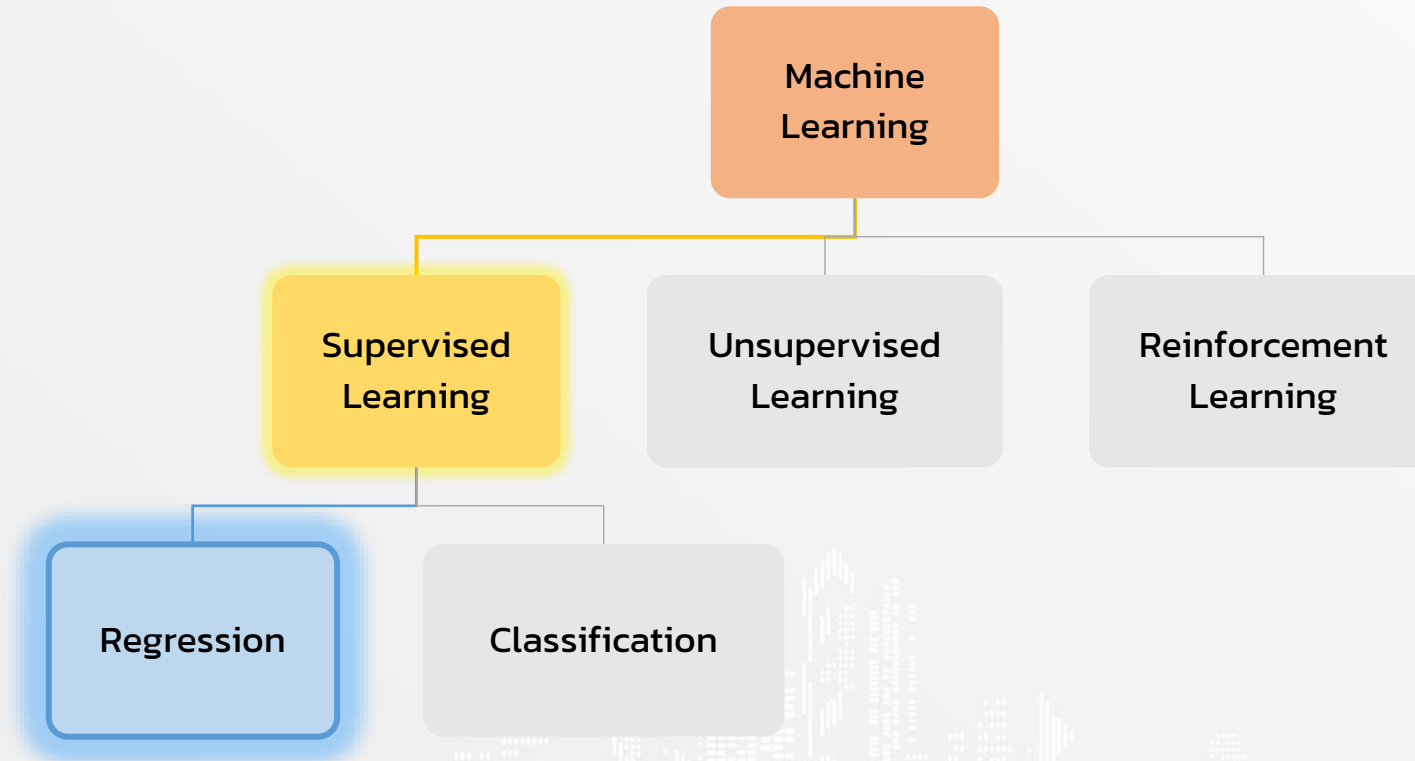 Machine
Learning
Supervised
Learning
Unsupervised
Learning
Reinforcement
Learning
Regression
Classification